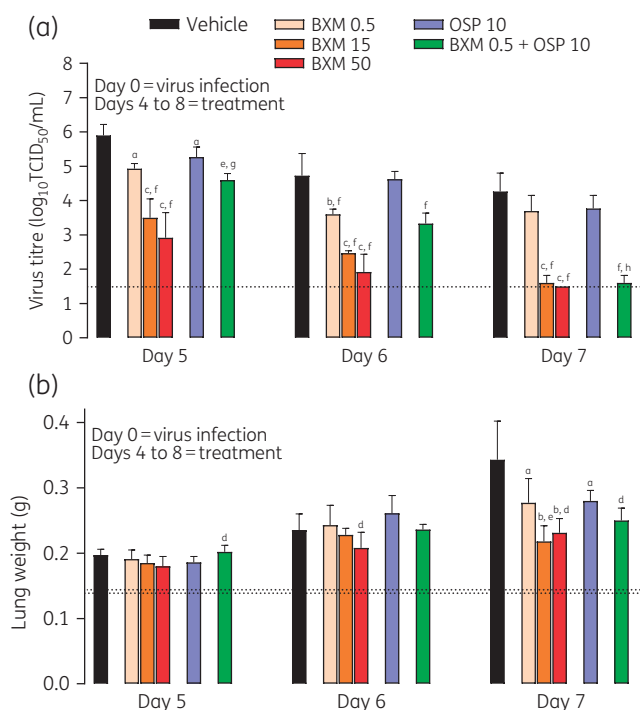 (a)
Vehicle
BXM 0.5
OSP 10
BXM 15
BXM 0.5 + OSP 10
BXM 50
8
7
6
5
4
3
2
1
0
Virus titre (log10TCID50/mL)
Day 0 = virus infection
Days 4 to 8 = treatment
a
c, f
c, f
a
e, g
b, f
c, f
c, f
f
c, f
c, f
f, h
Day 5
Day 6
Day 7
(b)
0.4
0.3
0.2
0.1
0.0
Lung weight (g)
Day 0 = virus infection
Days 4 to 8 = treatment
d
d
a
b, e
b, d
a
d
Day 5
Day 6
Day 7